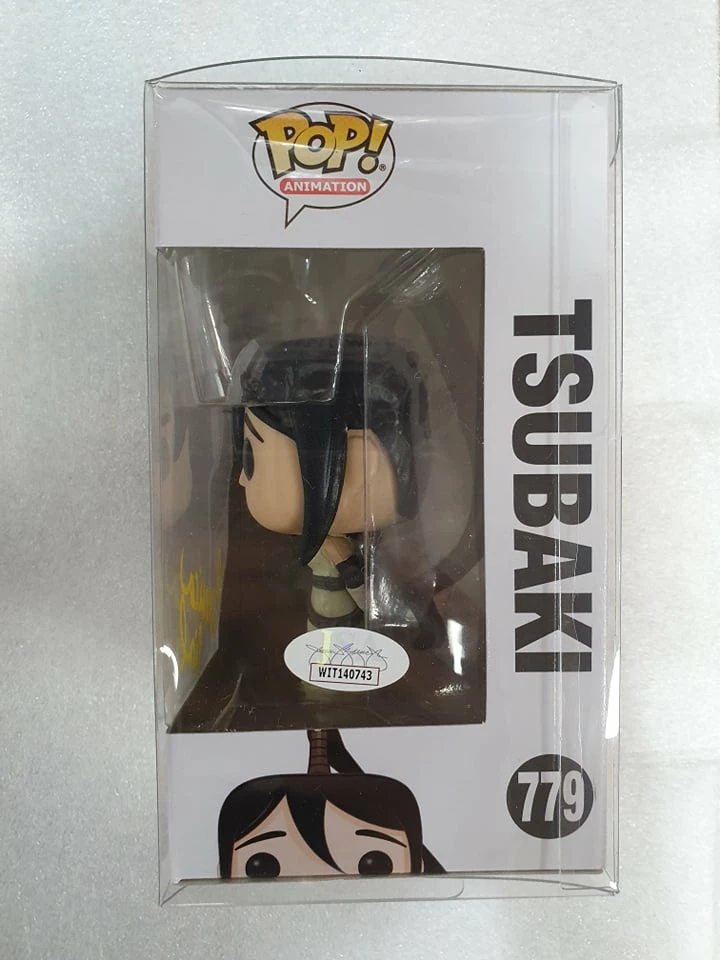 POP!
ANIMATION
TSUBAKI
WIT140743
779